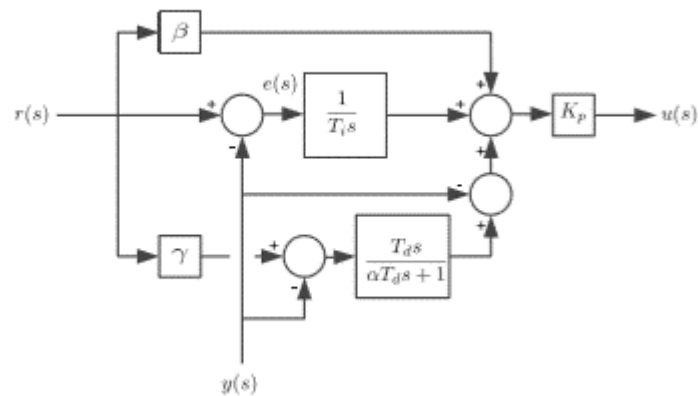 β
e(s)
r(s)
+
-
1
T_i s
+
+
+
K_p
u(s)
-
+
γ
+
-
T_d s
αT_d s + 1
y(s)